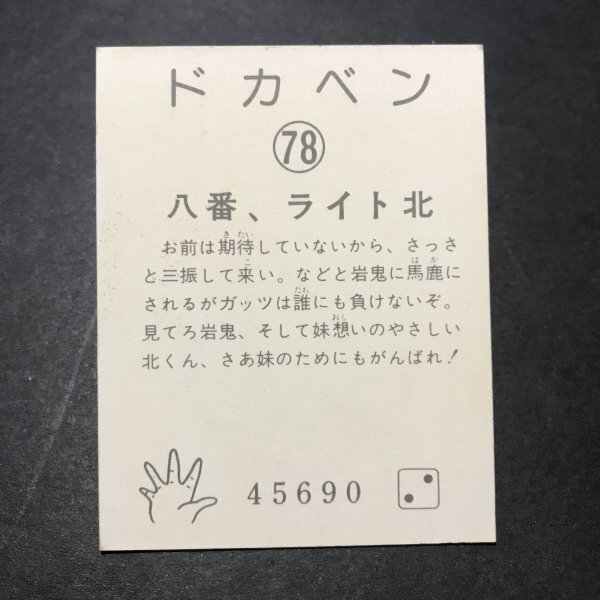 ドカベン
78
八番、ライト北
お前は期待していないから、さっさ
と三振して来い。などと岩鬼に馬鹿に
されるがガッツは誰にも負けないぞ。
見てろ岩鬼、そして妹想いのやさしい
北くん、さあ妹のためにもがんばれ!
45690